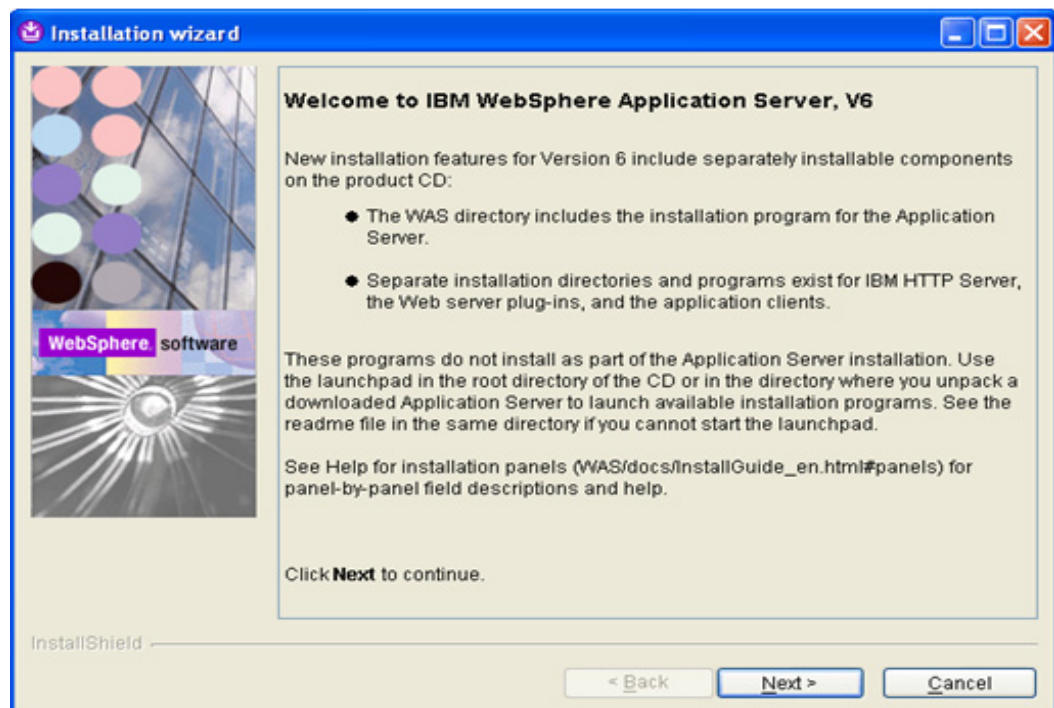 Installation wizard
Welcome to IBM WebSphere Application Server, V6
New installation features for Version 6 include separately installable components
on the product CD:
● The WAS directory includes the installation program for the Application
Server.
● Separate installation directories and programs exist for IBM HTTP Server,
the Web server plug-ins, and the application clients.
WebSphere. software
These programs do not install as part of the Application Server installation. Use
the launchpad in the root directory of the CD or in the directory where you unpack a
downloaded Application Server to launch available installation programs. See the
readme file in the same directory if you cannot start the launchpad.
See Help for installation panels (WAS/docs/InstallGuide_en.html#panels) for
panel-by-panel field descriptions and help.
Click Next to continue.
InstallShield
< Back Next > Cancel